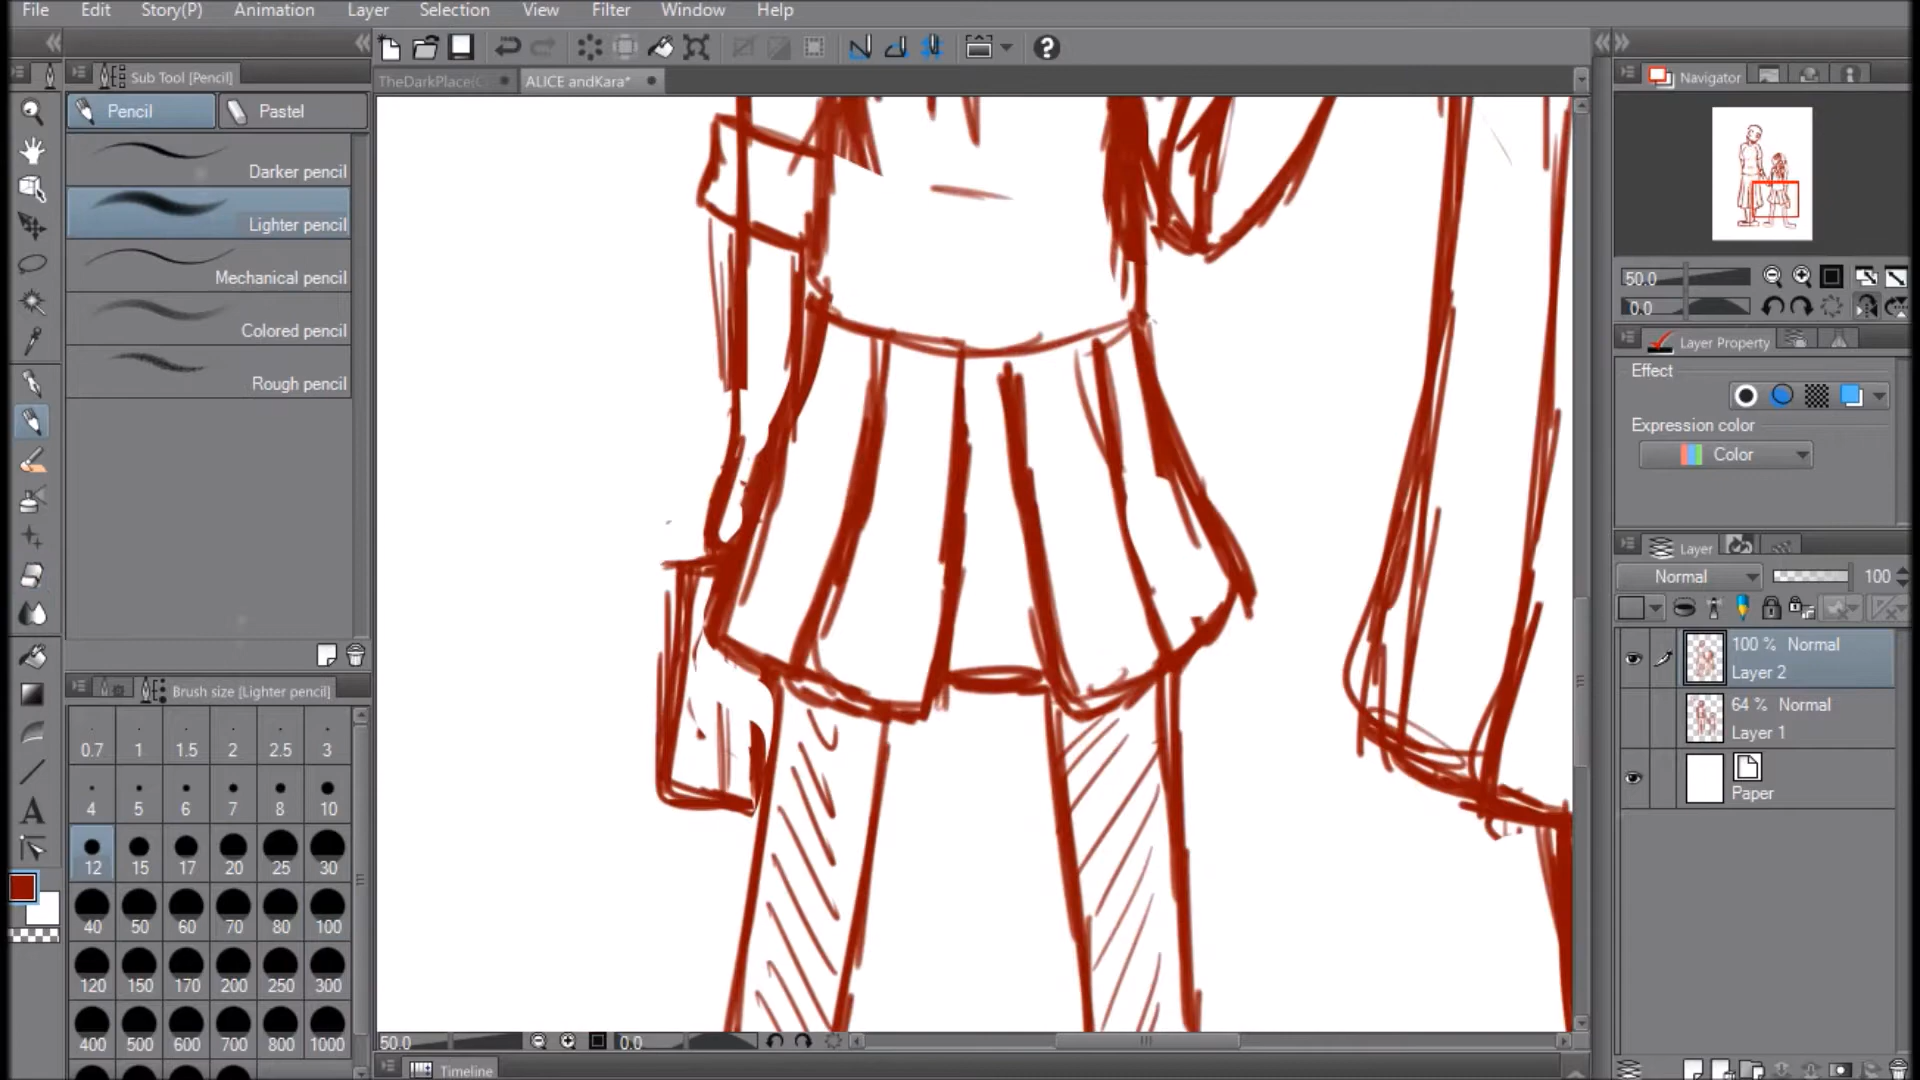 File Edit Story(P) Animation Layer Selection View Filter Window Help
Sub Tool [Pencil]
ALICE andKara*
Navigator
Pencil Pastel
Darker pencil
Lighter pencil
Mechanical pencil
Colored pencil
Rough pencil
50.0
0.0
Layer Property
Effect
Expression color
Color
Layer
Normal 100
100 % Normal
Layer 2
64 % Normal
Layer 1
Paper
Brush size [Lighter pencil]
0.7 1 1.5 2 2.5 3
4 5 6 7 8 10
12 15 17 20 25 30
40 50 60 70 80 100
120 150 170 200 250 300
400 500 600 700 800 1000
50.0 0.0
Timeline